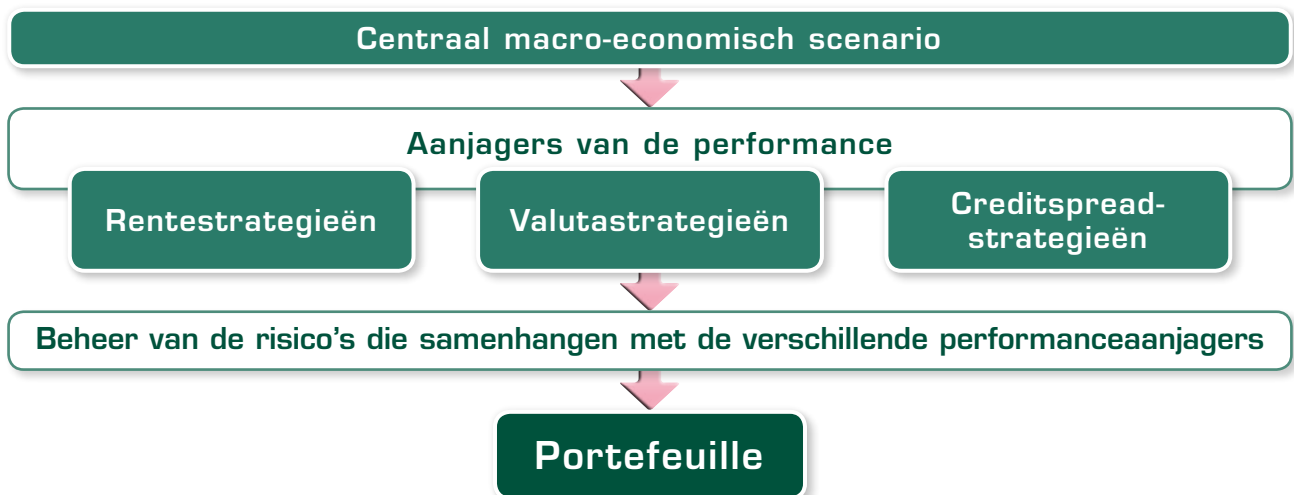 Centraal macro-economisch scenario
Aanjagers van de performance
Rentestrategieën
Valutastrategieën
Creditspread-
strategieën
Beheer van de risico’s die samenhangen met de verschillende performanceaanjagers
Portefeuille